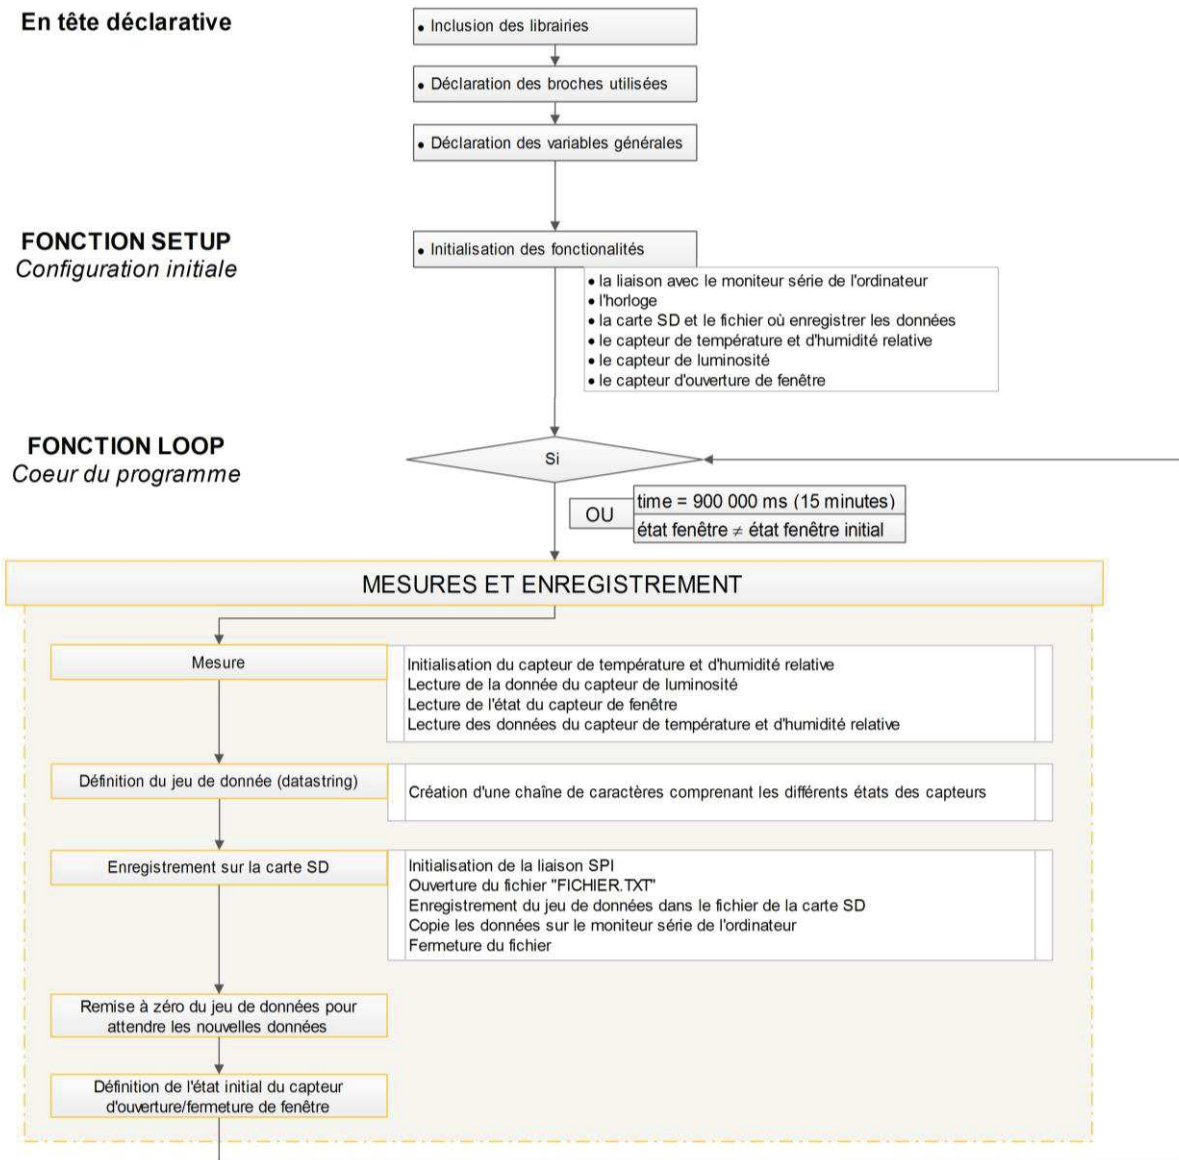 En tête déclarative
• Inclusion des librairies
• Déclaration des broches utilisées
• Déclaration des variables générales
FONCTION SETUP
Configuration initiale
• Initialisation des fonctionalités
• la liaison avec le moniteur série de l'ordinateur
• l'horloge
• la carte SD et le fichier où enregistrer les données
• le capteur de température et d'humidité relative
• le capteur de luminosité
• le capteur d'ouverture de fenêtre
FONCTION LOOP
Coeur du programme
Si
OU
time = 900 000 ms (15 minutes)
état fenêtre ≠ état fenêtre initial
MESURES ET ENREGISTREMENT
Mesure
Initialisation du capteur de température et d'humidité relative
Lecture de la donnée du capteur de luminosité
Lecture de l'état du capteur de fenêtre
Lecture des données du capteur de température et d'humidité relative
Définition du jeu de donnée (datastring)
Création d'une chaîne de caractères comprenant les différents états des capteurs
Enregistrement sur la carte SD
Initialisation de la liaison SPI
Ouverture du fichier "FICHIER.TXT"
Enregistrement du jeu de données dans le fichier de la carte SD
Copie les données sur le moniteur série de l'ordinateur
Fermeture du fichier
Remise à zéro du jeu de données pour
attendre les nouvelles données
Définition de l'état initial du capteur
d'ouverture/fermeture de fenêtre